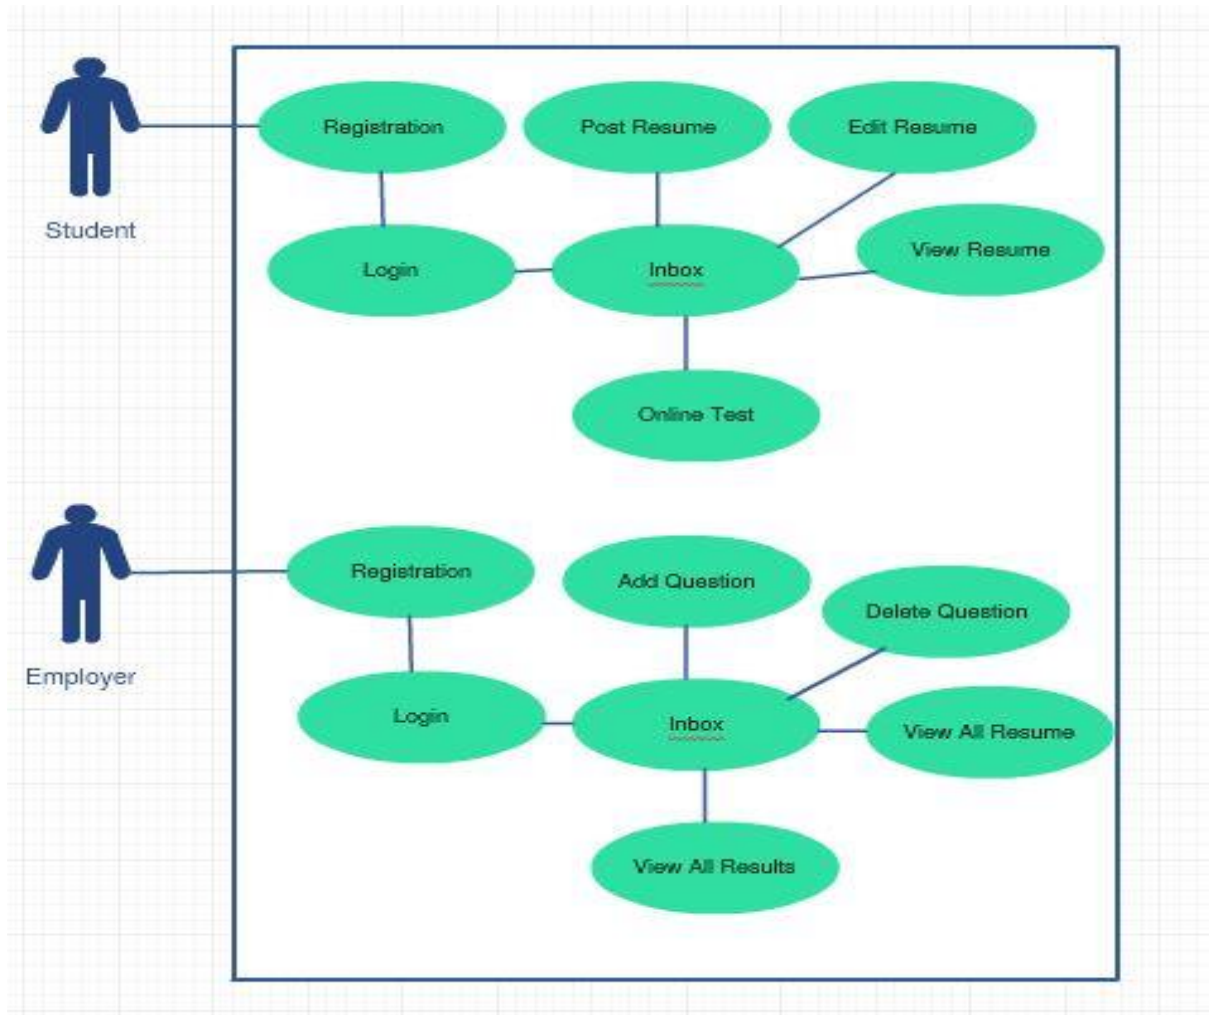 Registration
Post Resume
Edit Resume
Student
Login
Inbox
View Resume
Online Test
Registration
Add Question
Delete Question
Employer
Login
Inbox
View All Resume
View All Results